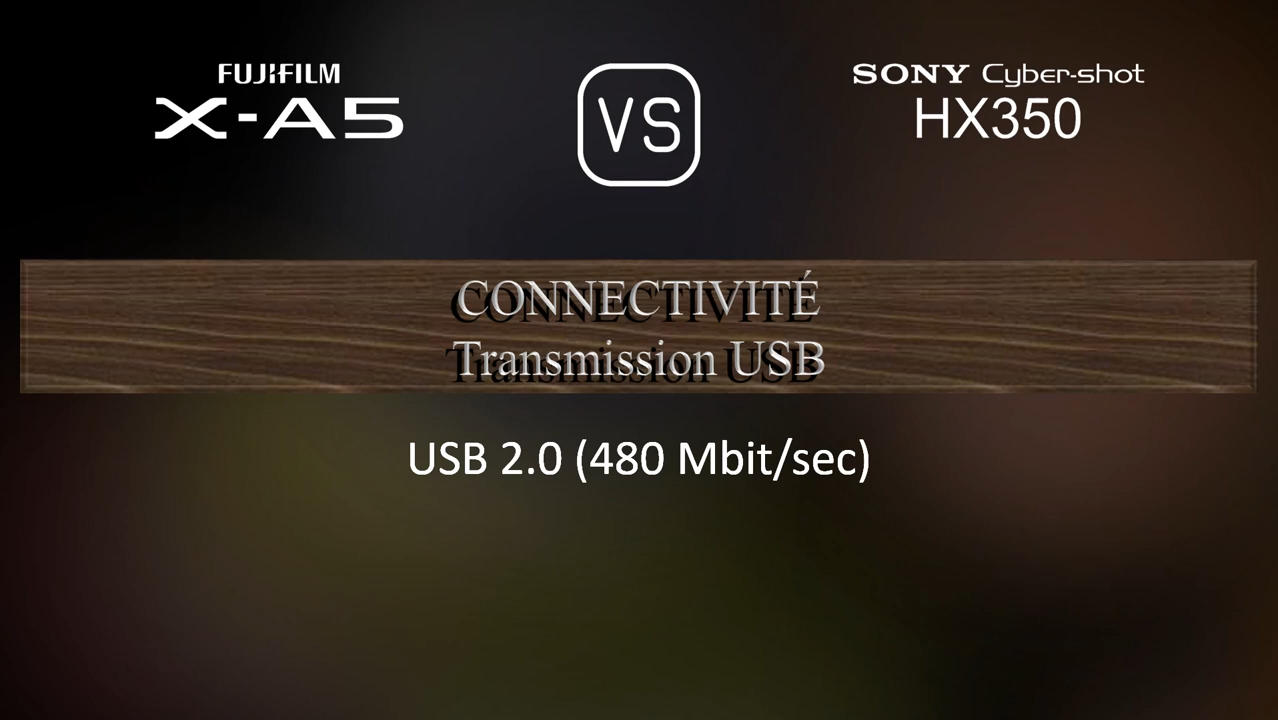 FUJIFILM
X-A5
VS
SONY Cyber-shot
HX350
CONNECTIVITÉ
Transmission USB
USB 2.0 (480 Mbit/sec)